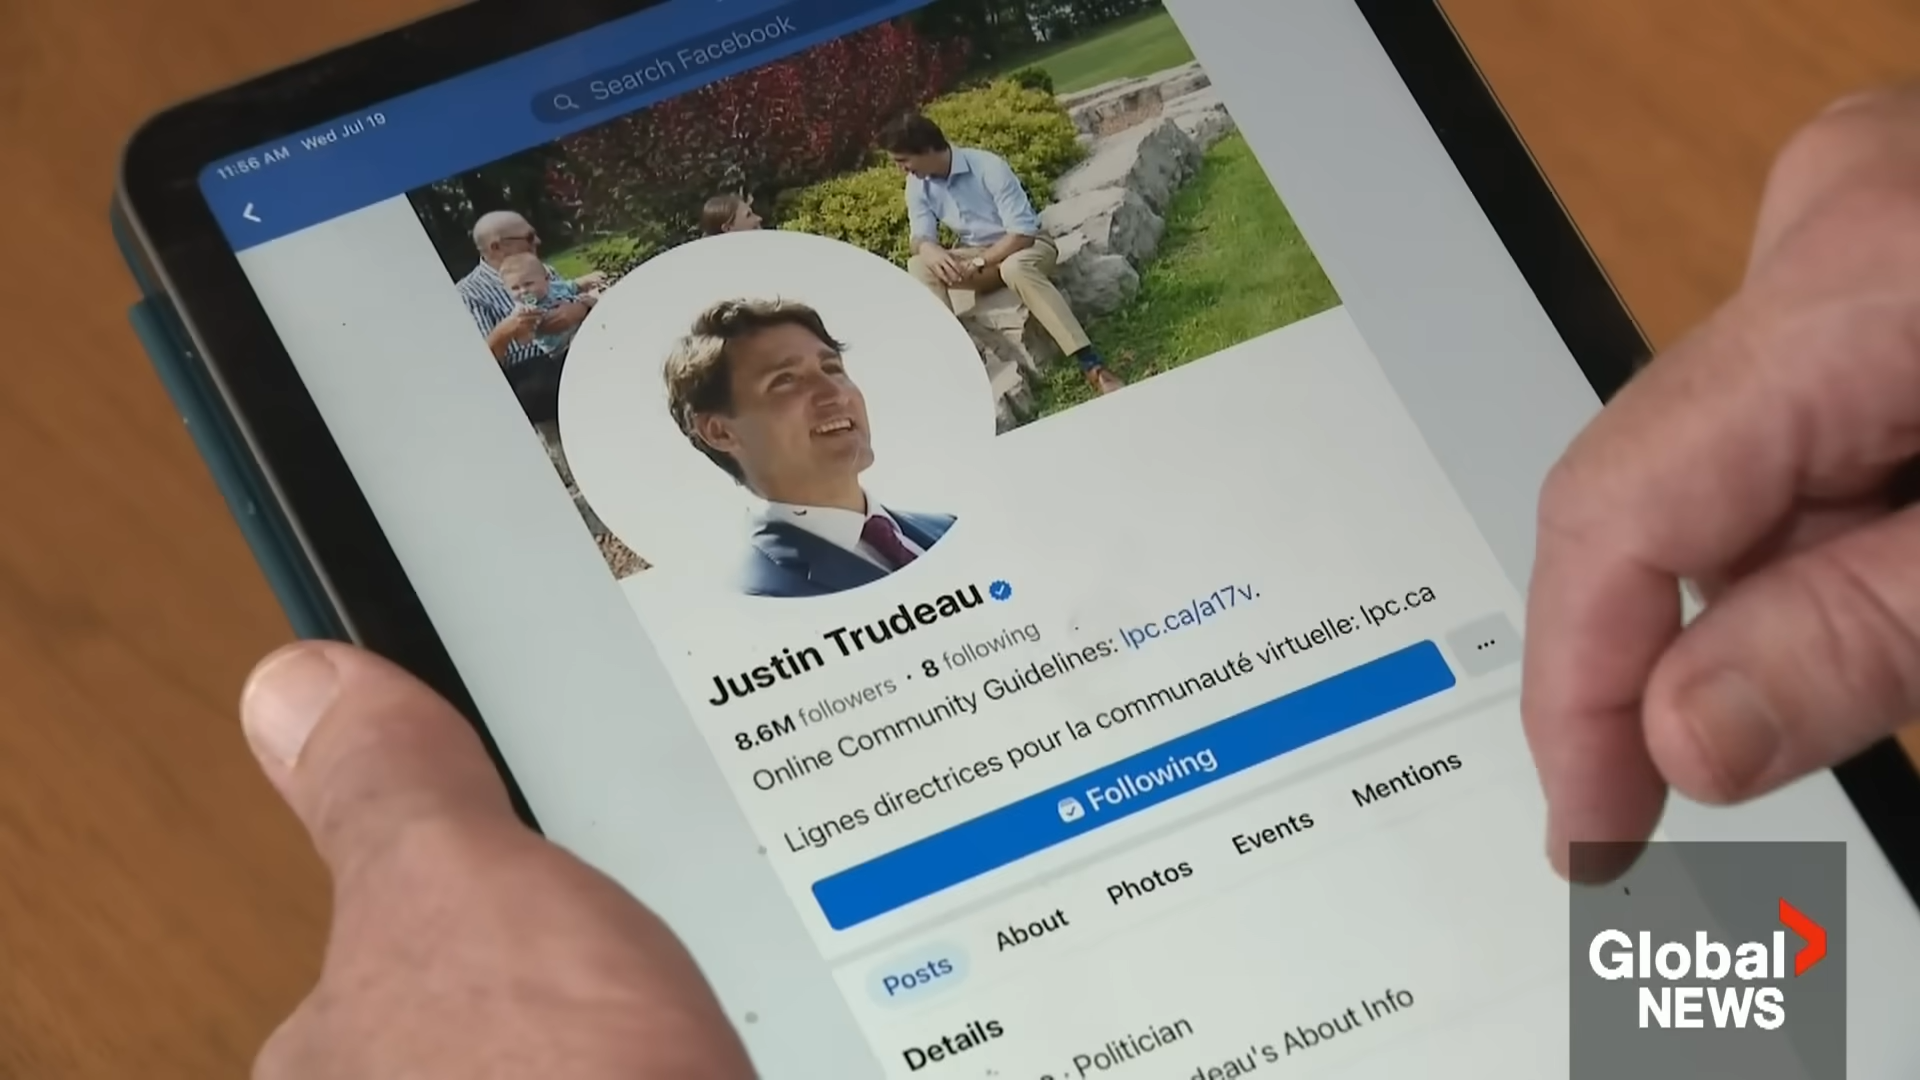 11:56 AM Wed Jul 19
Search Facebook
Justin Trudeau
8.6M followers · 8 following
Online Community Guidelines: lpc.ca/a17v.
Lignes directrices pour la communauté virtuelle: lpc.ca
Following
...
Posts About Photos Events Mentions
Details
· Politician
deau's About Info
Global
NEWS